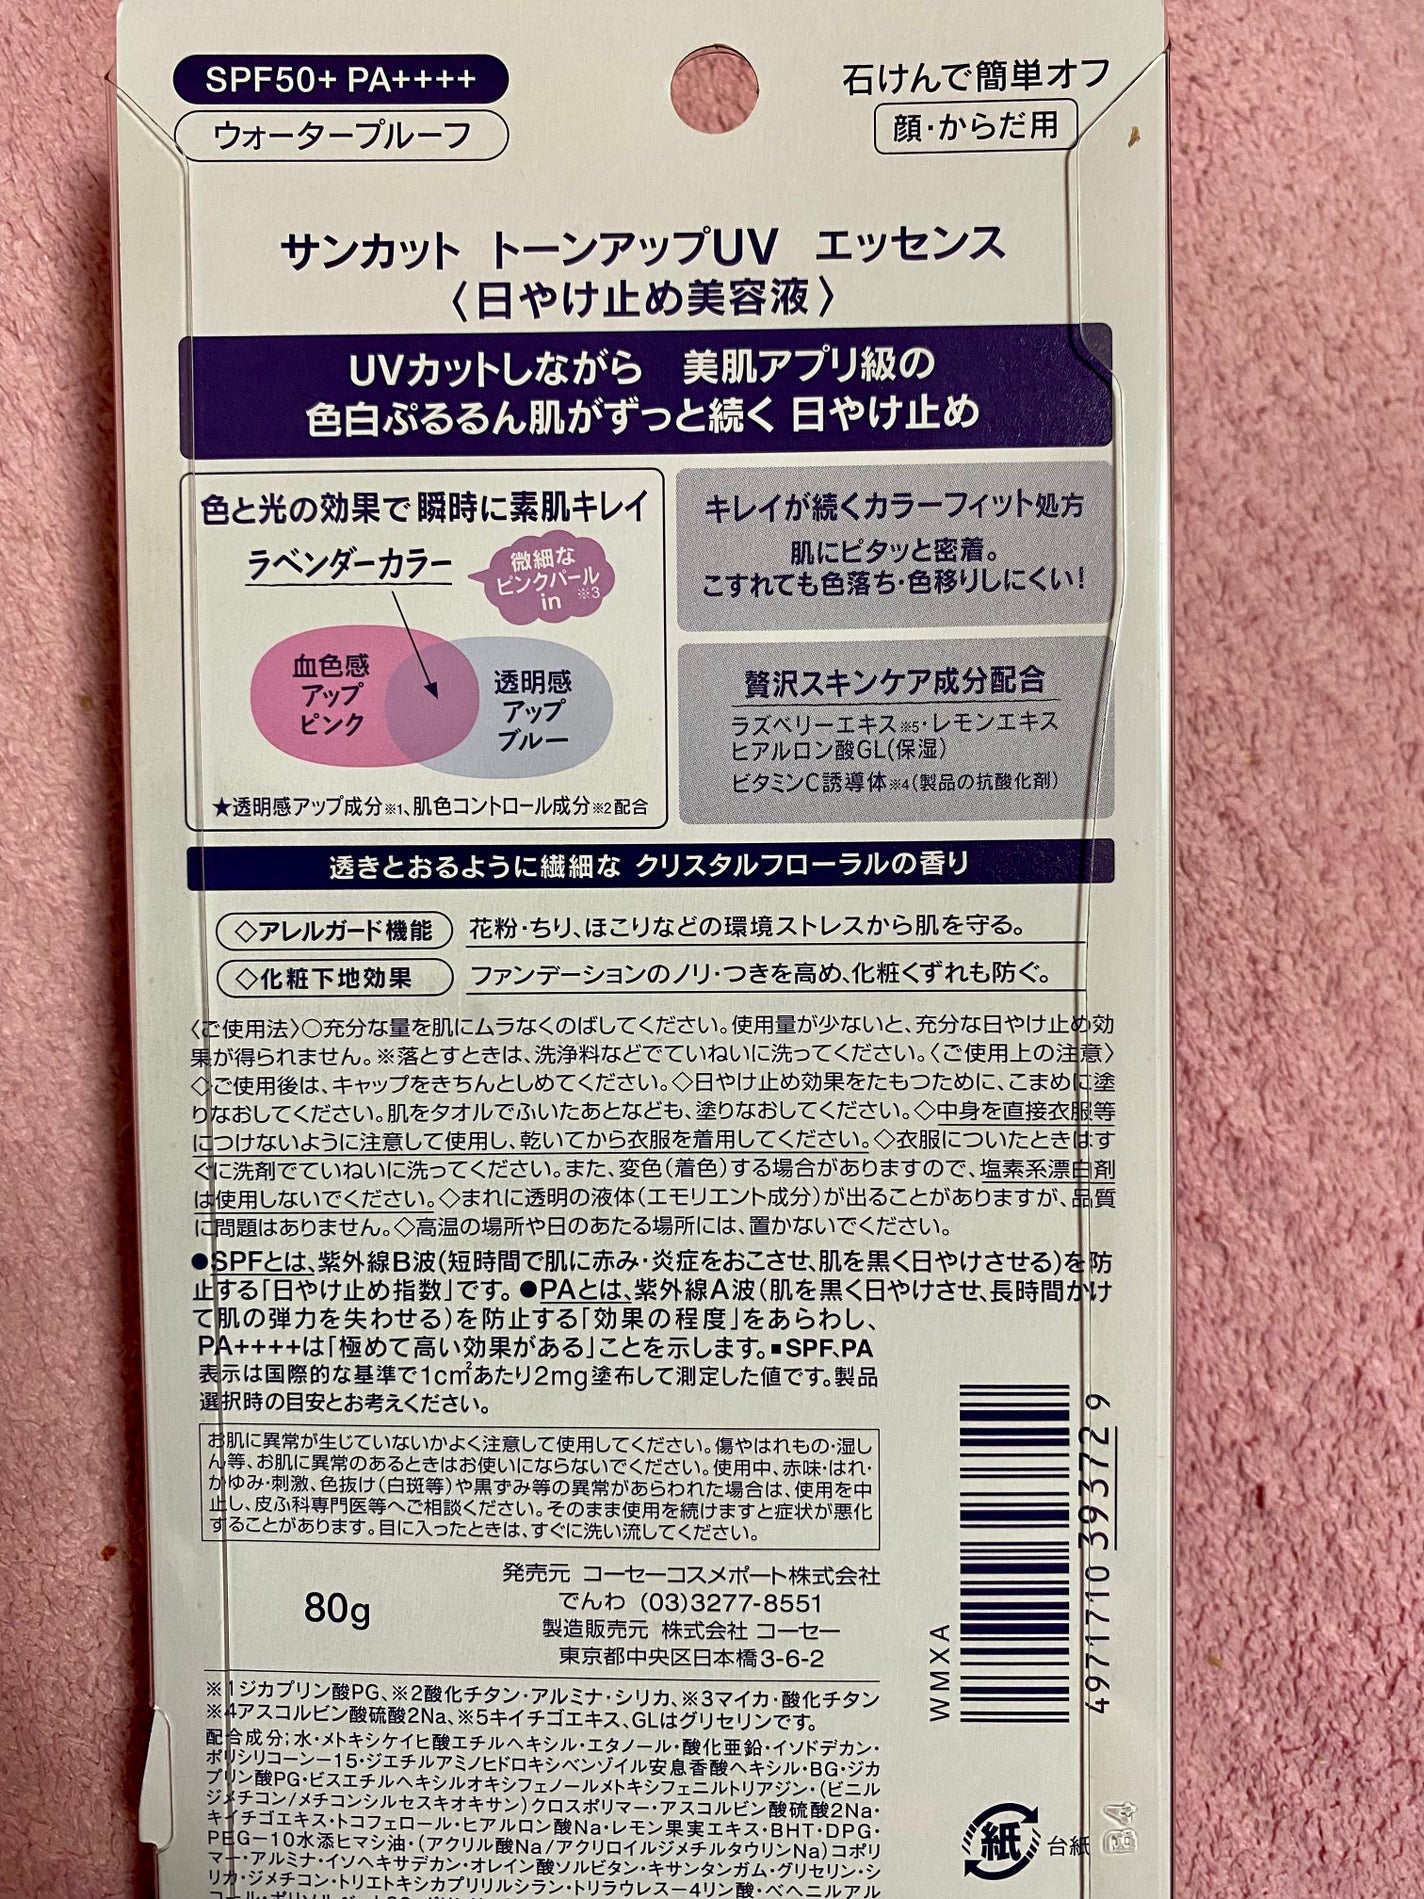 SPF50+ PA++++
ウォータープルーフ
石けんで簡単オフ
顔・からだ用
サンカット トーンアップUV エッセンス
〈日やけ止め美容液〉
UVカットしながら 美肌アプリ級の
色白ぷるるん肌がずっと続く 日やけ止め
色と光の効果で瞬時に素肌キレイ
ラベンダーカラー
微細な
ピンクパール
in ※3
血色感
アップ
ピンク
透明感
アップ
ブルー
★透明感アップ成分※1、肌色コントロール成分※2配合
キレイが続くカラーフィット処方
肌にピタッと密着。
こすれても色落ち・色移りしにくい!
贅沢スキンケア成分配合
ラズベリーエキス※5・レモンエキス
ヒアルロン酸GL(保湿)
ビタミンC誘導体※4(製品の抗酸化剤)
透きとおるように繊細な クリスタルフローラルの香り
◇アレルガード機能 花粉・ちり、ほこりなどの環境ストレスから肌を守る。
◇化粧下地効果 ファンデーションのノリ・つきを高め、化粧くずれも防ぐ。
〈ご使用法〉○充分な量を肌にムラなくのばしてください。使用量が少ないと、充分な日やけ止め効
果が得られません。※落とすときは、洗浄料などでていねいに洗ってください。〈ご使用上の注意〉
◇ご使用後は、キャップをきちんとしめてください。◇日やけ止め効果をたもつために、こまめに塗
りなおしてください。肌をタオルでふいたあとなども、塗りなおしてください。◇中身を直接衣服等
につけないように注意して使用し、乾いてから衣服を着用してください。◇衣服についたときはす
ぐに洗剤でていねいに洗ってください。また、変色(着色)する場合がありますので、塩素系漂白剤
は使用しないでください。◇まれに透明の液体(エモリエント成分)が出ることがありますが、品質
に問題はありません。◇高温の場所や日のあたる場所には、置かないでください。
●SPFとは、紫外線B波(短時間で肌に赤み・炎症をおこさせ、肌を黒く日やけさせる)を防
止する「日やけ止め指数」です。●PAとは、紫外線A波(肌を黒く日やけさせ、長時間かけ
て肌の弾力を失わせる)を防止する「効果の程度」をあらわし、
PA++++は「極めて高い効果がある」ことを示します。■SPF、PA
表示は国際的な基準で1c㎡あたり2mg塗布して測定した値です。製品
選択時の目安とお考えください。
お肌に異常が生じていないかよく注意して使用してください。傷やはれもの・湿し
ん等、お肌に異常のあるときはお使いにならないでください。使用中、赤味・はれ・
かゆみ・刺激、色抜け(白斑等)や黒ずみ等の異常があらわれた場合は、使用を中
止し、皮ふ科専門医等へご相談ください。そのまま使用を続けますと症状が悪化
することがあります。目に入ったときは、すぐに洗い流してください。
80g
発売元 コーセーコスメポート株式会社
でんわ (03)3277-8551
製造販売元 株式会社 コーセー
東京都中央区日本橋3-6-2
WMXA
4971710 393729
※1ジカプリン酸PG、※2酸化チタン・アルミナ・シリカ、※3マイカ・酸化チタン
※4アスコルビン酸硫酸2Na、※5キイチゴエキス、GLはグリセリンです。
配合成分;水・メトキシケイヒ酸エチルヘキシル・エタノール・酸化亜鉛・イソドデカン・
ポリシリコーン-15・ジエチルアミノヒドロキシベンゾイル安息香酸ヘキシル・BG・ジカ
プリン酸PG・ビスエチルヘキシルオキシフェノールメトキシフェニルトリアジン・(ビニル
ジメチコン/メチコンシルセスキオキサン)クロスポリマー・アスコルビン酸硫酸2Na・
キイチゴエキス・トコフェロール・ヒアルロン酸Na・レモン果実エキス・BHT・DPG・
PEG-10水添ヒマシ油・(アクリル酸Na/アクリロイルジメチルタウリンNa)コポリ
マー・アルミナ・イソヘキサデカン・オレイン酸ソルビタン・キサンタンガム・グリセリン・シ
リカ・ジメチコン・トリエトキシカプリリルシラン・トリラウレス-4リン酸・ベヘニルアル
紙 台紙
B4